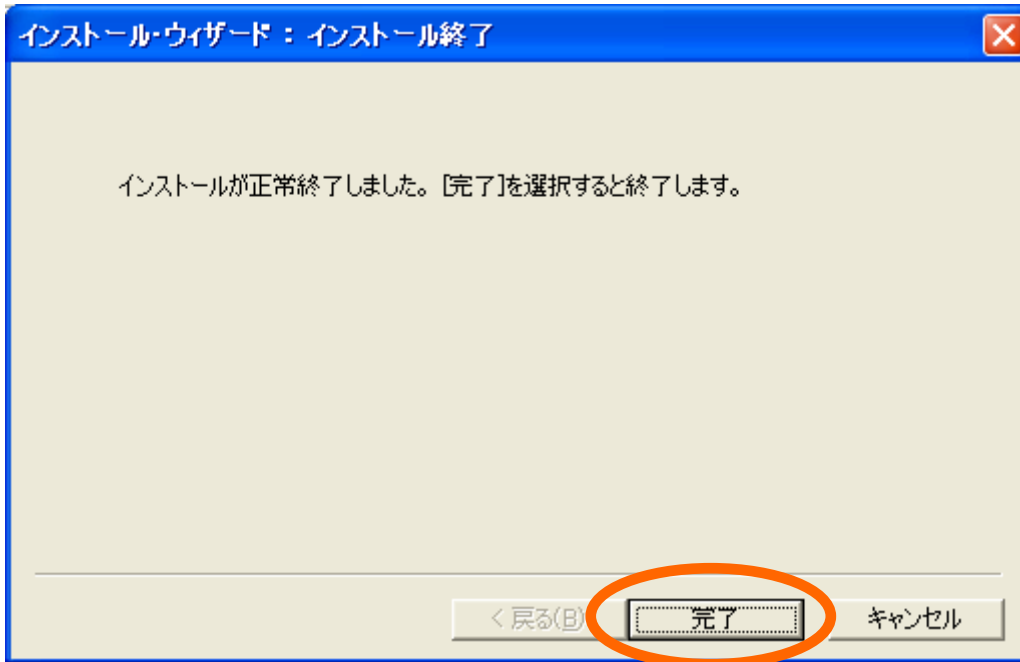 インストール・ウィザード : インストール終了
インストールが正常終了しました。[完了]を選択すると終了します。
< 戻る(B)
完了
キャンセル